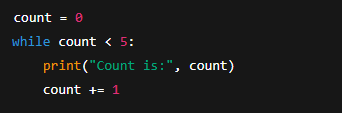 count = 0
while count < 5:
    print("Count is:", count)
    count += 1